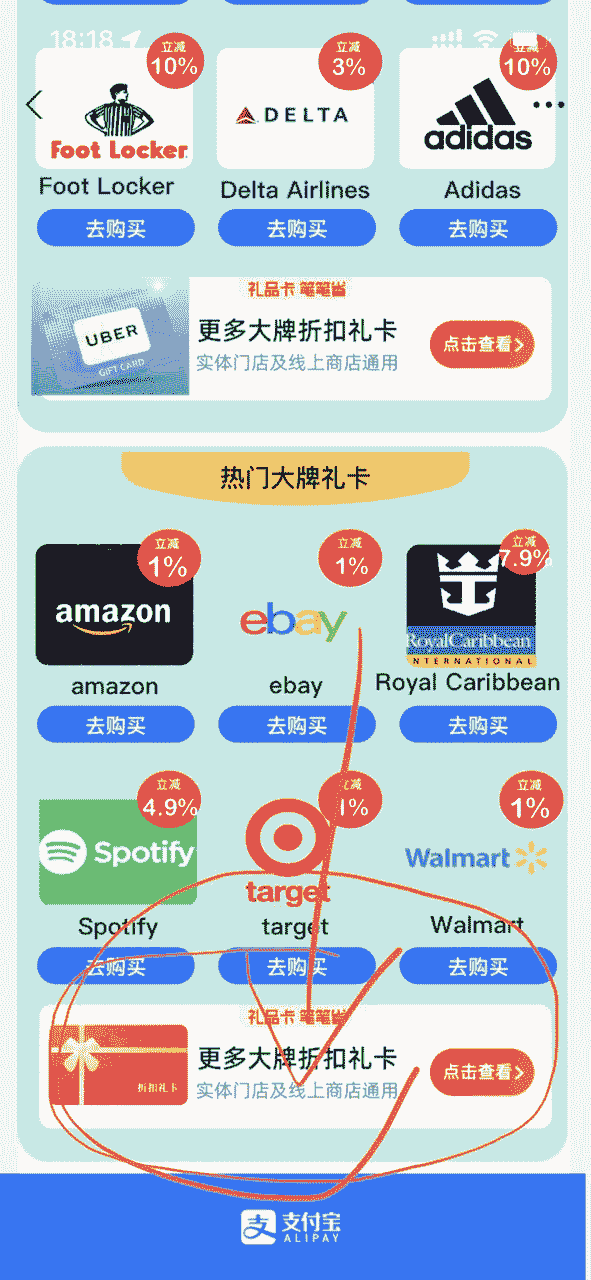 18:18
立减 立减 立减
10% 3% 10%
Foot Locker DELTA adidas
Foot Locker Delta Airlines Adidas
去购买 去购买 去购买
礼品卡 笔笔省
UBER 更多大牌折扣礼卡 点击查看>
GIFT CARD 实体门店及线上商店通用
热门大牌礼卡
立减 立减 立减
1% 1% 7.9%
amazon ebay RoyalCaribbean
INTERNATIONAL
amazon ebay Royal Caribbean
去购买 去购买 去购买
立减 立减 立减
4.9% 1% 1%
Spotify target Walmart
Spotify target Walmart
去购买 去购买 去购买
礼品卡 笔笔省
更多大牌折扣礼卡 点击查看>
折扣礼卡 实体门店及线上商店通用
支 支付宝
ALIPAY